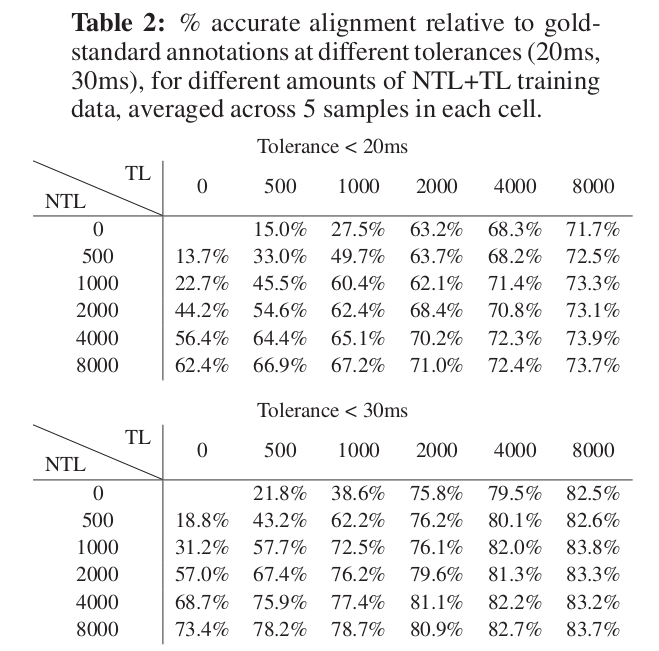 Table 2: % accurate alignment relative to gold-
standard annotations at different tolerances (20ms,
30ms), for different amounts of NTL+TL training
data, averaged across 5 samples in each cell.
Tolerance < 20ms
TL
NTL
0 500 1000 2000 4000 8000
0 15.0% 27.5% 63.2% 68.3% 71.7%
500 13.7% 33.0% 49.7% 63.7% 68.2% 72.5%
1000 22.7% 45.5% 60.4% 62.1% 71.4% 73.3%
2000 44.2% 54.6% 62.4% 68.4% 70.8% 73.1%
4000 56.4% 64.4% 65.1% 70.2% 72.3% 73.9%
8000 62.4% 66.9% 67.2% 71.0% 72.4% 73.7%
Tolerance < 30ms
TL
NTL
0 500 1000 2000 4000 8000
0 21.8% 38.6% 75.8% 79.5% 82.5%
500 18.8% 43.2% 62.2% 76.2% 80.1% 82.6%
1000 31.2% 57.7% 72.5% 76.1% 82.0% 83.8%
2000 57.0% 67.4% 76.2% 79.6% 81.3% 83.3%
4000 68.7% 75.9% 77.4% 81.1% 82.2% 83.2%
8000 73.4% 78.2% 78.7% 80.9% 82.7% 83.7%